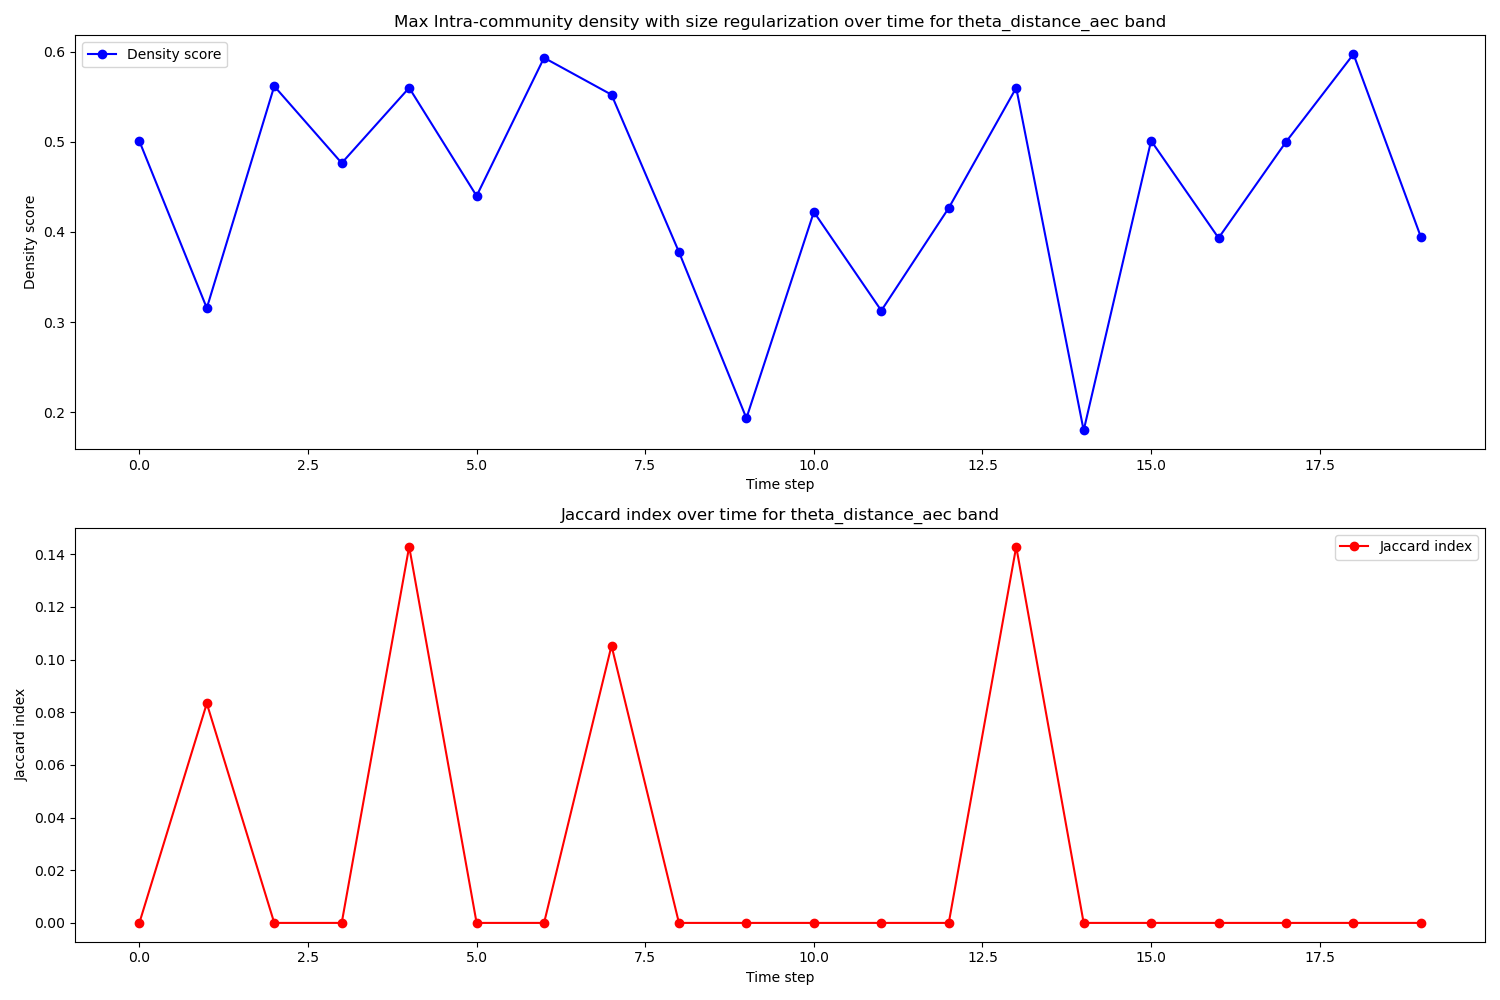 Max Intra-community density with size regularization over time for theta_distance_aec band
Density score
Density score
0.6
0.5
0.4
0.3
0.2
0.0 2.5 5.0 7.5 10.0 12.5 15.0 17.5
Time step
Jaccard index over time for theta_distance_aec band
Jaccard index
Jaccard index
0.14
0.12
0.10
0.08
0.06
0.04
0.02
0.00
0.0 2.5 5.0 7.5 10.0 12.5 15.0 17.5
Time step